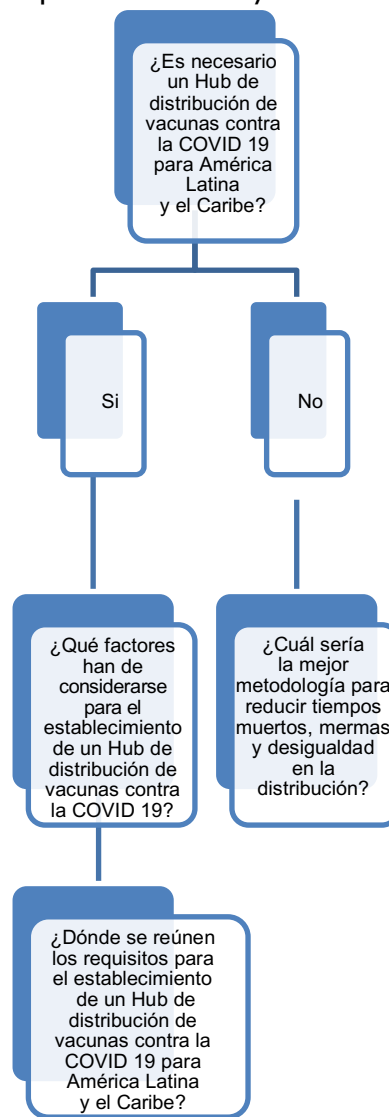 ¿Es necesario
un Hub de
distribución de
vacunas contra
la COVID 19
para América
Latina
y el Caribe?
Si
No
¿Qué factores
han de
considerarse
para el
establecimiento
de un Hub de
distribución de
vacunas contra
la COVID 19?
¿Cuál sería
la mejor
metodología para
reducir tiempos
muertos, mermas
y desigualdad
en la
distribución?
¿Dónde se reúnen
los requisitos para
el establecimiento
de un Hub de
distribución de
vacunas contra la
COVID 19 para
América Latina
y el Caribe?